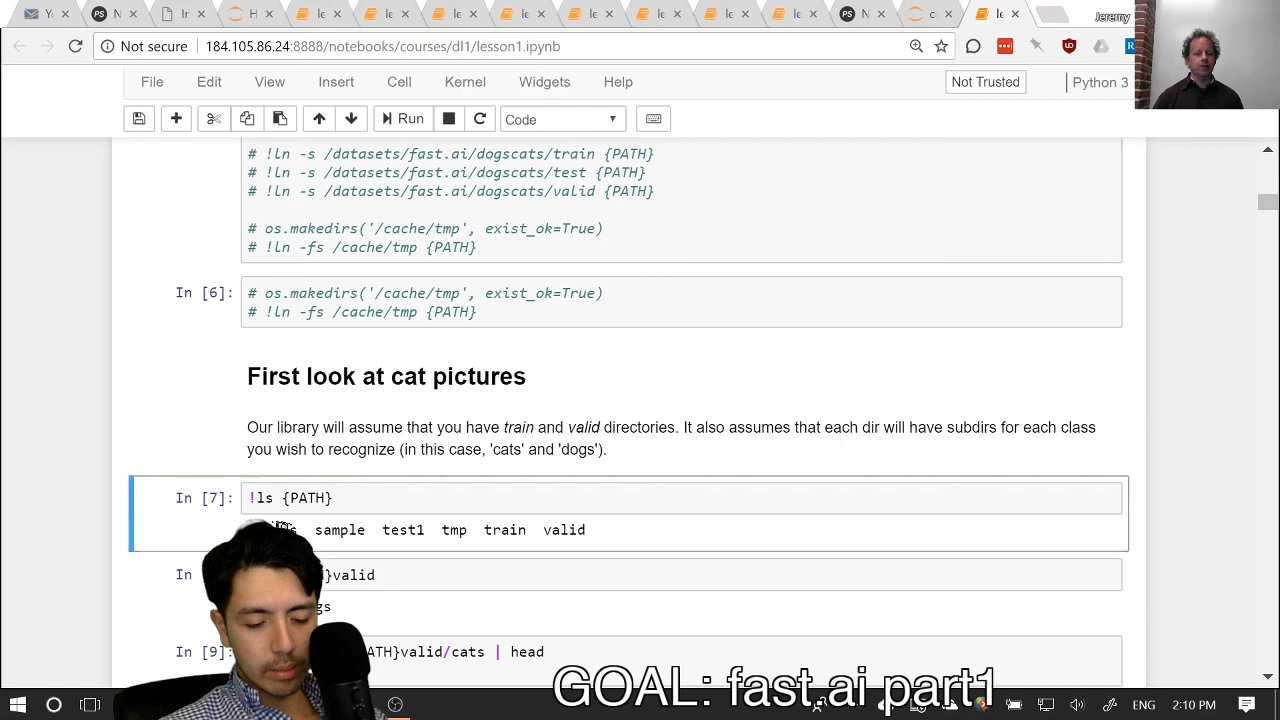 Jeremy
Not secure | 184.105.86.24:8888/notebooks/courses/dl1/lesson1.ipynb
File Edit View Insert Cell Kernel Widgets Help Not Trusted Python 3
Run Code
# !ln -s /datasets/fast.ai/dogscats/train {PATH}
# !ln -s /datasets/fast.ai/dogscats/test {PATH}
# !ln -s /datasets/fast.ai/dogscats/valid {PATH}
# os.makedirs('/cache/tmp', exist_ok=True)
# !ln -fs /cache/tmp {PATH}
In [6]: # os.makedirs('/cache/tmp', exist_ok=True)
# !ln -fs /cache/tmp {PATH}
First look at cat pictures
Our library will assume that you have train and valid directories. It also assumes that each dir will have subdirs for each class
you wish to recognize (in this case, 'cats' and 'dogs').
In [7]: !ls {PATH}
sample test1 tmp train valid
In }valid
gs
In [9]: ATH}valid/cats | head
GOAL: fast.ai part1
ENG 2:10 PM